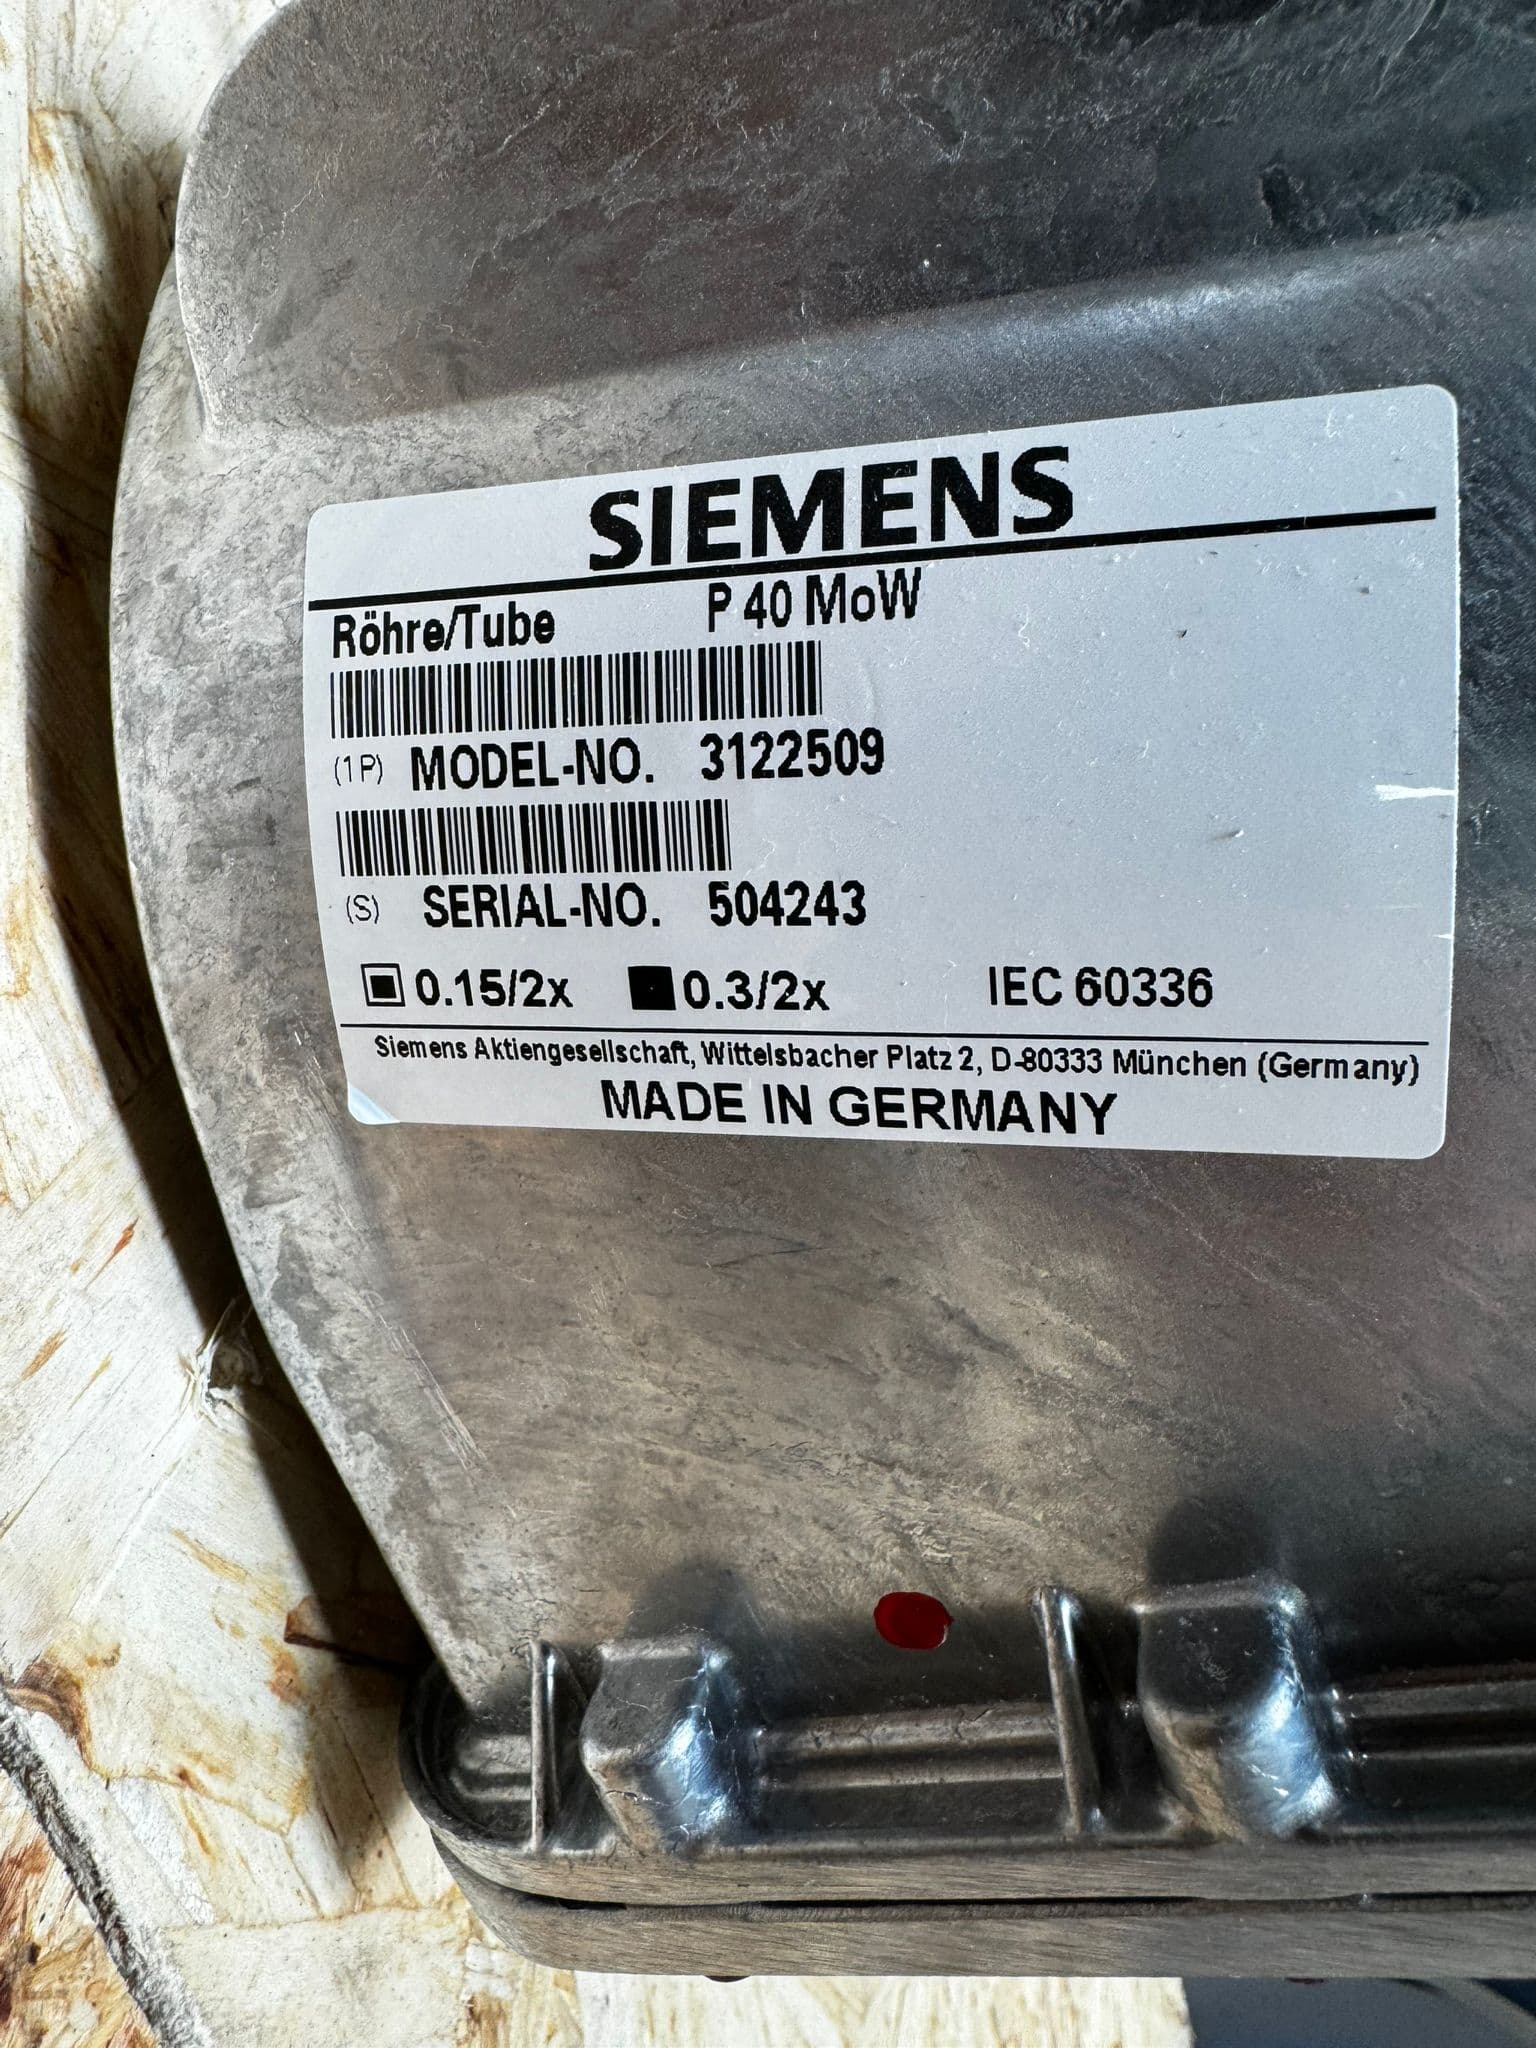 SIEMENS
Röhre/Tube P 40 MoW
(1P) MODEL-NO. 3122509
(S) SERIAL-NO. 504243
0.15/2x 0.3/2x IEC 60336
Siemens Aktiengesellschaft, Wittelsbacher Platz 2, D-80333 München (Germany)
MADE IN GERMANY